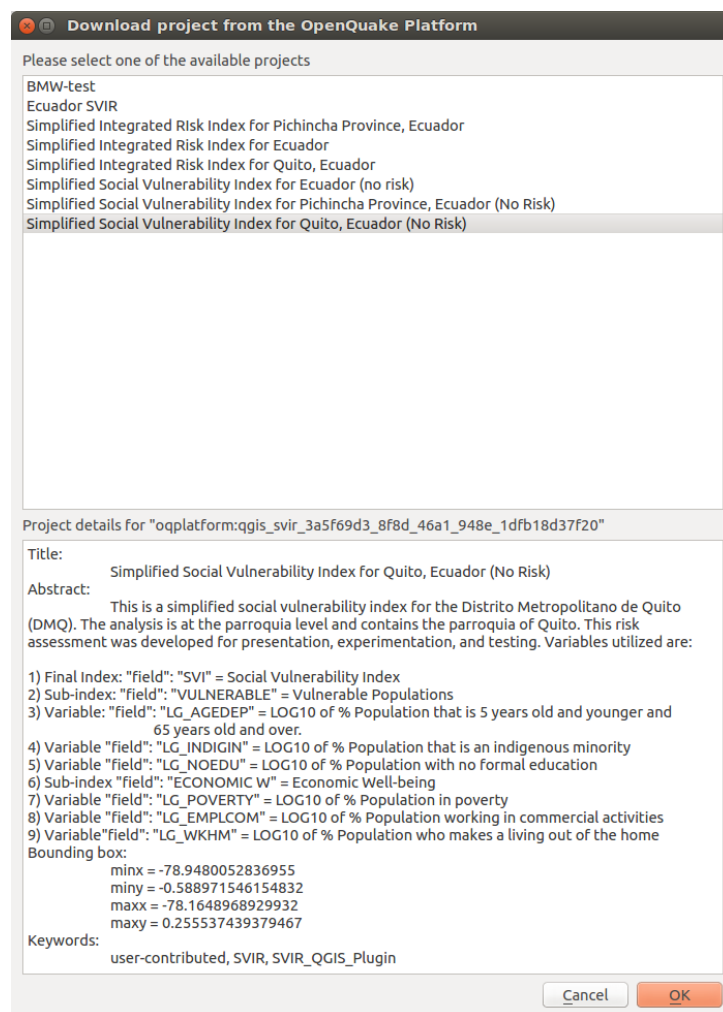 Download project from the OpenQuake Platform
Please select one of the available projects
BMW-test
Ecuador SVIR
Simplified Integrated RIsk Index for Pichincha Province, Ecuador
Simplified Integrated Risk Index for Ecuador
Simplified Integrated Risk Index for Quito, Ecuador
Simplified Social Vulnerability Index for Ecuador (no risk)
Simplified Social Vulnerability Index for Pichincha Province, Ecuador (No Risk)
Simplified Social Vulnerability Index for Quito, Ecuador (No Risk)
Project details for "oqplatform:qgis_svir_3a5f69d3_8f8d_46a1_948e_1dfb18d37f20"
Title:
Simplified Social Vulnerability Index for Quito, Ecuador (No Risk)
Abstract:
This is a simplified social vulnerability index for the Distrito Metropolitano de Quito
(DMQ). The analysis is at the parroquia level and contains the parroquia of Quito. This risk
assessment was developed for presentation, experimentation, and testing. Variables utilized are:
1) Final Index: "field": "SVI" = Social Vulnerability Index
2) Sub-index: "field": "VULNERABLE" = Vulnerable Populations
3) Variable: "field": "LG_AGEDEP" = LOG10 of % Population that is 5 years old and younger and
65 years old and over.
4) Variable "field": "LG_INDIGIN" = LOG10 of % Population that is an indigenous minority
5) Variable "field": "LG_NOEDU" = LOG10 of % Population with no formal education
6) Sub-index "field": "ECONOMIC W" = Economic Well-being
7) Variable "field": "LG_POVERTY" = LOG10 of % Population in poverty
8) Variable "field": "LG_EMPLCOM" = LOG10 of % Population working in commercial activities
9) Variable"field": "LG_WKHM" = LOG10 of % Population who makes a living out of the home
Bounding box:
minx = -78.9480052836955
miny = -0.588971546154832
maxx = -78.1648968929932
maxy = 0.255537439379467
Keywords:
user-contributed, SVIR, SVIR_QGIS_Plugin
Cancel OK